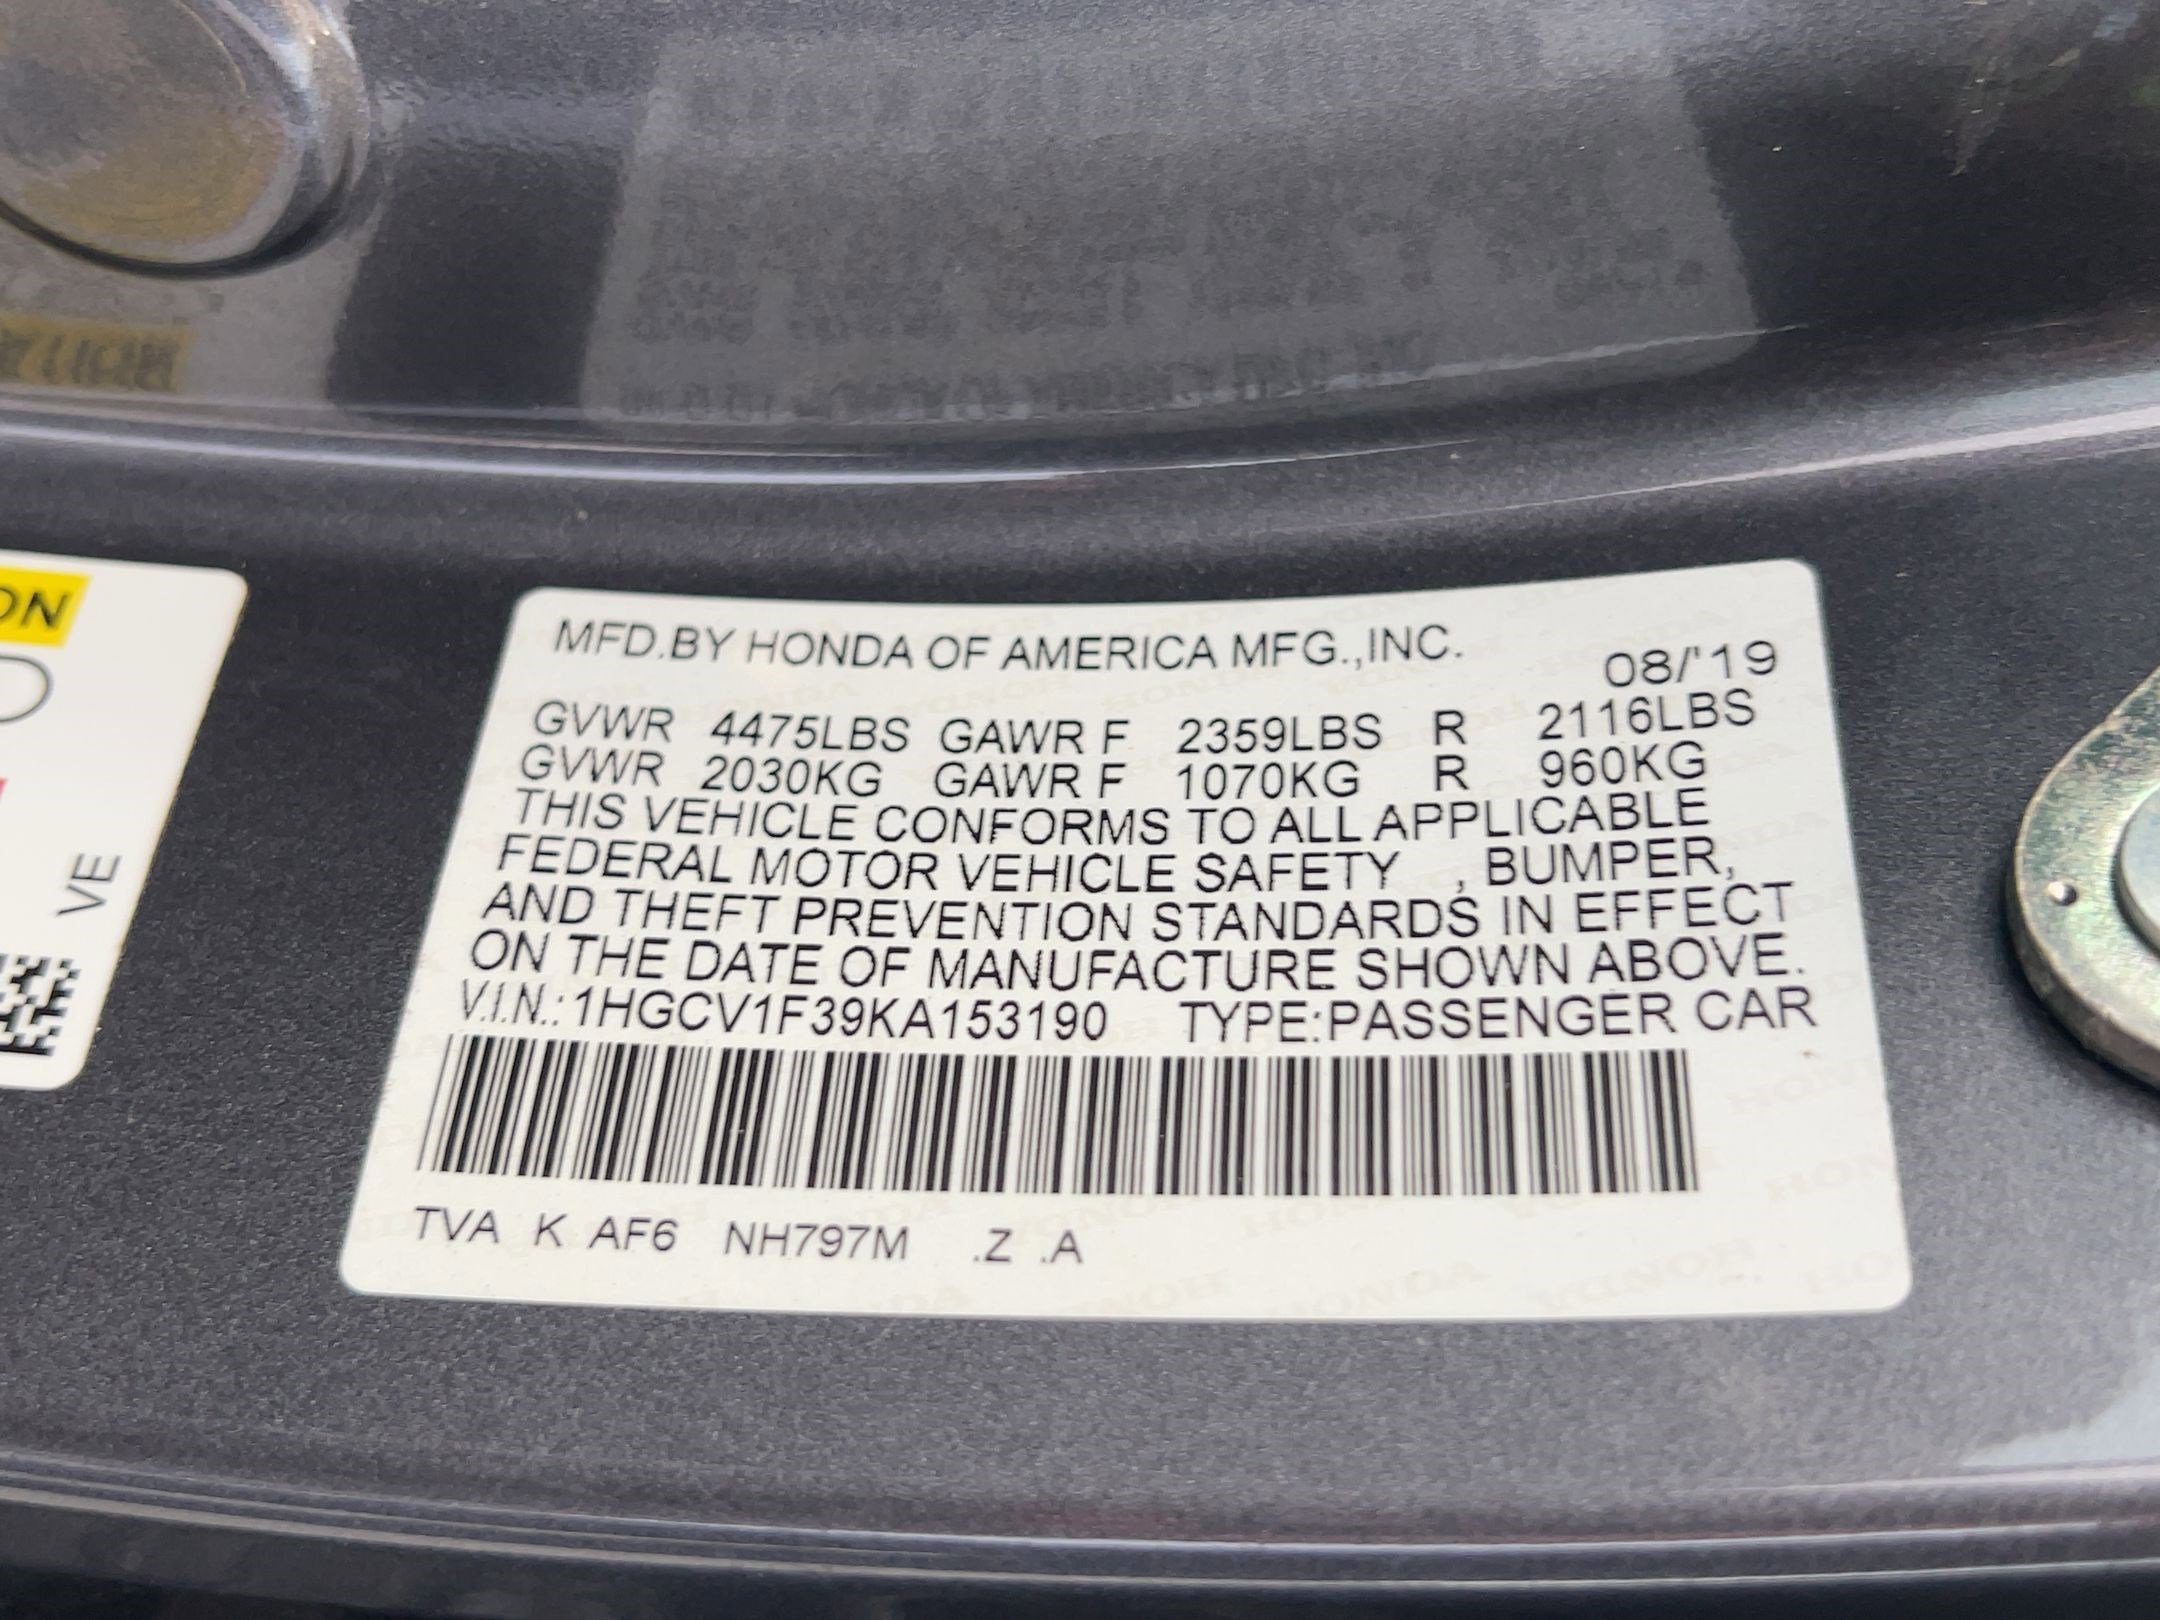 ON
VE
MFD.BY HONDA OF AMERICA MFG.,INC.
08/'19
GVWR 4475LBS GAWR F 2359LBS R 2116LBS
GVWR 2030KG GAWR F 1070KG R 960KG
THIS VEHICLE CONFORMS TO ALL APPLICABLE
FEDERAL MOTOR VEHICLE SAFETY , BUMPER,
AND THEFT PREVENTION STANDARDS IN EFFECT
ON THE DATE OF MANUFACTURE SHOWN ABOVE.
V.I.N.: 1HGCV1F39KA153190 TYPE:PASSENGER CAR
TVA K AF6 NH797M .Z .A